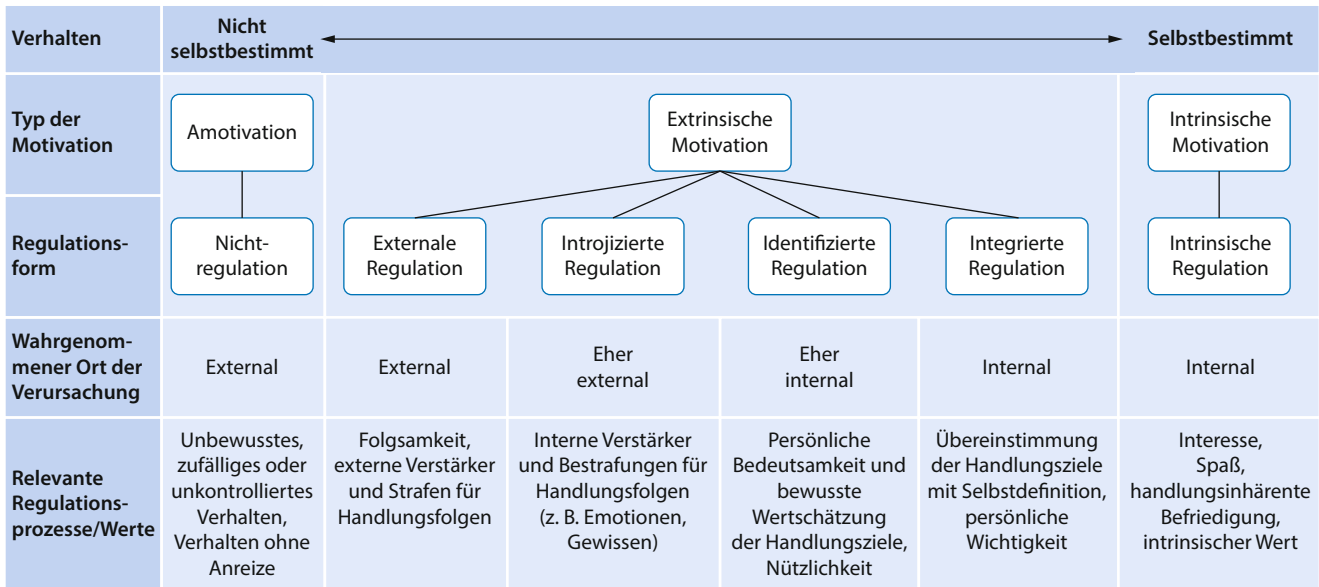 Verhalten
Nicht
selbstbestimmt
Selbstbestimmt
Typ der
Motivation
Amotivation
Extrinsische
Motivation
Intrinsische
Motivation
Regulations-
form
Nicht-
regulation
Externale
Regulation
Introjizierte
Regulation
Identifizierte
Regulation
Integrierte
Regulation
Intrinsische
Regulation
Wahrgenom-
mener Ort der
Verursachung
External
External
Eher
external
Eher
internal
Internal
Internal
Relevante
Regulations-
prozesse/Werte
Unbewusstes,
zufälliges oder
unkontrolliertes
Verhalten,
Verhalten ohne
Anreize
Folgsamkeit,
externe Verstärker
und Strafen für
Handlungsfolgen
Interne Verstärker
und Bestrafungen für
Handlungsfolgen
(z. B. Emotionen,
Gewissen)
Persönliche
Bedeutsamkeit und
bewusste
Wertschätzung
der Handlungsziele,
Nützlichkeit
Übereinstimmung
der Handlungsziele
mit Selbstdefinition,
persönliche
Wichtigkeit
Interesse,
Spaß,
handlungsinhärente
Befriedigung,
intrinsischer Wert